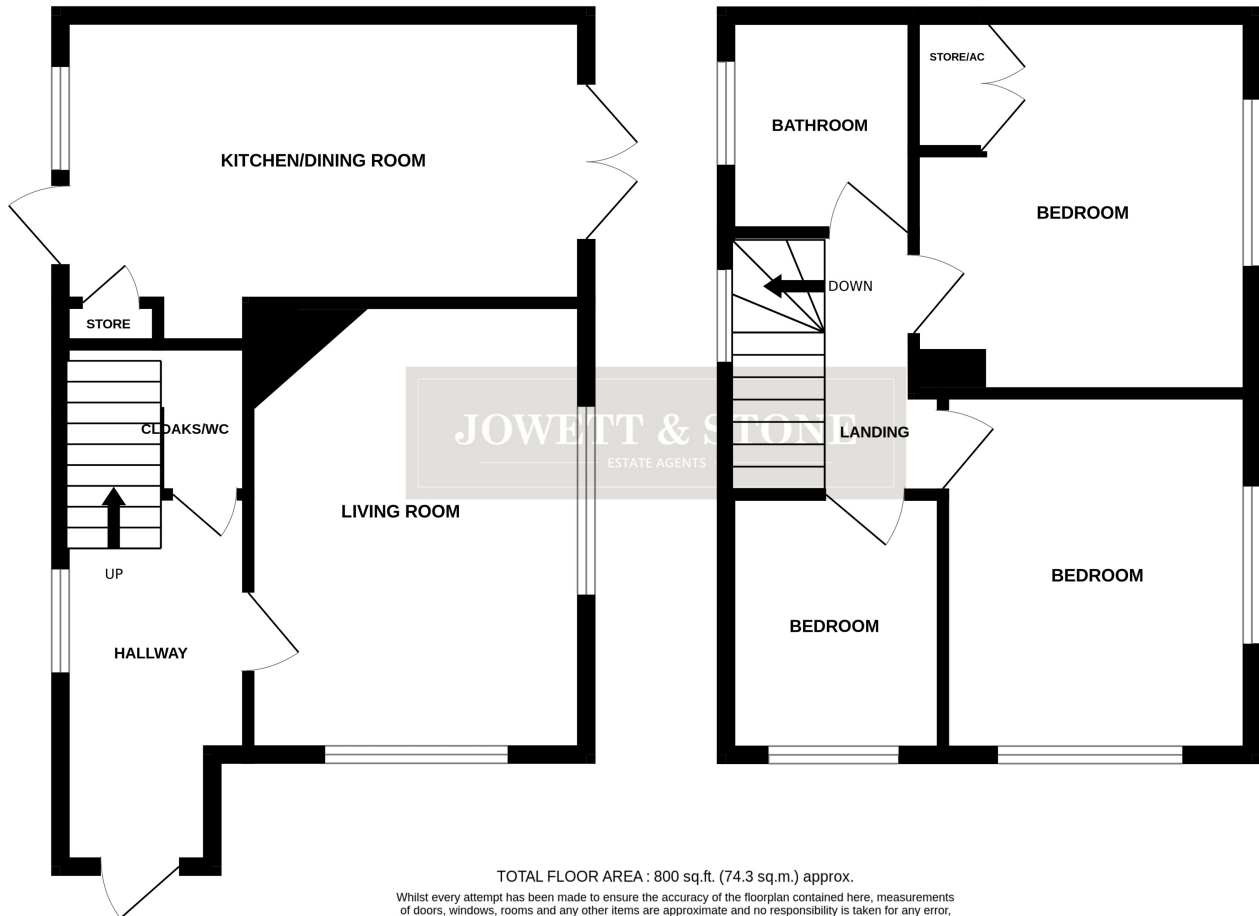 STORE/AC
BATHROOM
KITCHEN/DINING ROOM
BEDROOM
DOWN
STORE
CLOAKS/WC
JOWETT & STONE
LANDING
ESTATE AGENTS
LIVING ROOM
UP
BEDROOM
BEDROOM
HALLWAY
TOTAL FLOOR AREA : 800 sq.ft. (74.3 sq.m.) approx.
Whilst every attempt has been made to ensure the accuracy of the floorplan contained here, measurements
of doors, windows, rooms and any other items are approximate and no responsibility is taken for any error,